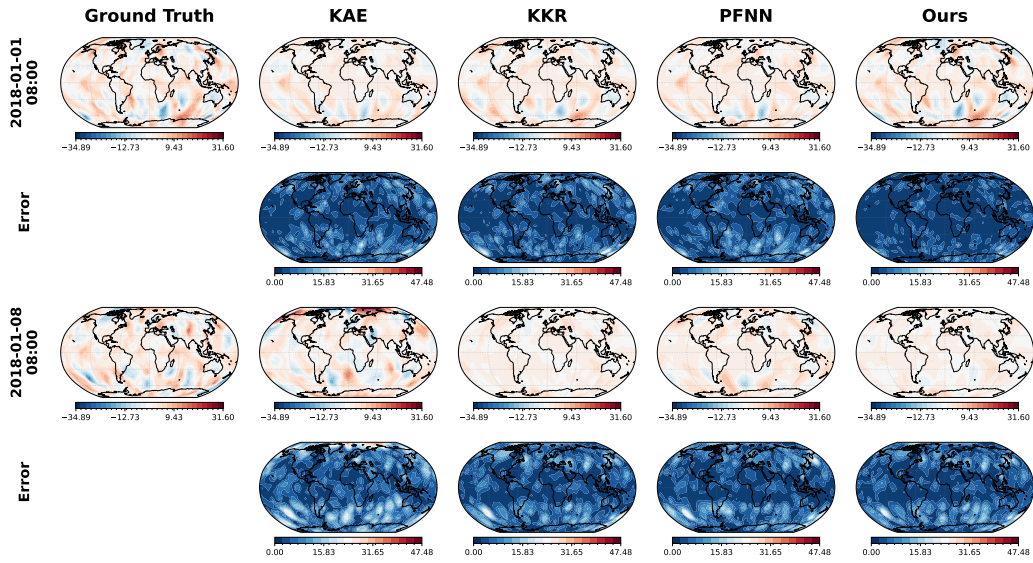 Ground Truth KAE KKR PFNN Ours
2018-01-01
08:00
−34.89 −12.73 9.43 31.60 −34.89 −12.73 9.43 31.60 −34.89 −12.73 9.43 31.60 −34.89 −12.73 9.43 31.60 −34.89 −12.73 9.43 31.60
Error
0.00 15.83 31.65 47.48 0.00 15.83 31.65 47.48 0.00 15.83 31.65 47.48 0.00 15.83 31.65 47.48
2018-01-08
08:00
−34.89 −12.73 9.43 31.60 −34.89 −12.73 9.43 31.60 −34.89 −12.73 9.43 31.60 −34.89 −12.73 9.43 31.60 −34.89 −12.73 9.43 31.60
Error
0.00 15.83 31.65 47.48 0.00 15.83 31.65 47.48 0.00 15.83 31.65 47.48 0.00 15.83 31.65 47.48